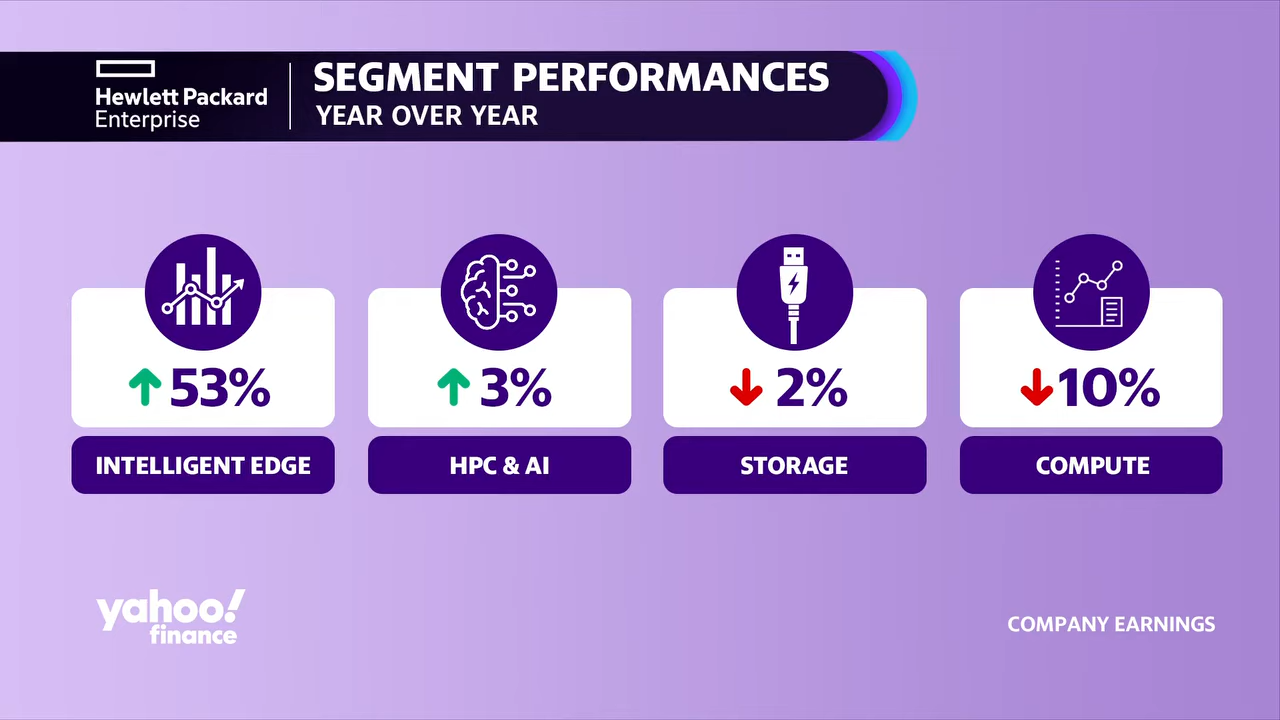 Hewlett Packard
Enterprise
SEGMENT PERFORMANCES
YEAR OVER YEAR
53%
INTELLIGENT EDGE
3%
HPC & AI
2%
STORAGE
10%
COMPUTE
yahoo!
finance
COMPANY EARNINGS